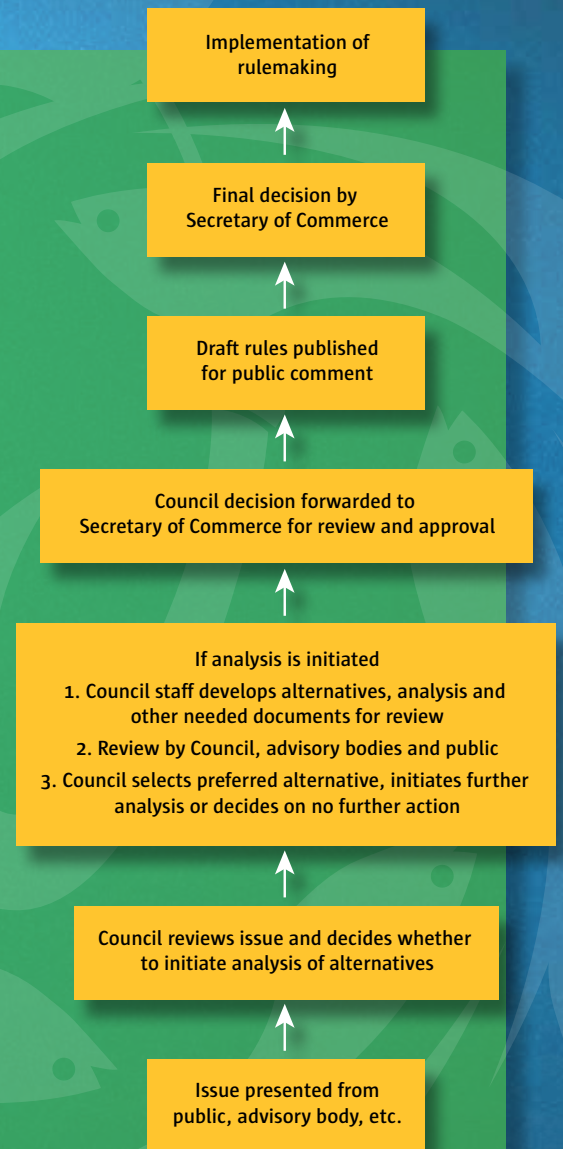 Implementation of
rulemaking
Final decision by
Secretary of Commerce
Draft rules published
for public comment
Council decision forwarded to
Secretary of Commerce for review and approval
If analysis is initiated
1. Council staff develops alternatives, analysis and
other needed documents for review
2. Review by Council, advisory bodies and public
3. Council selects preferred alternative, initiates further
analysis or decides on no further action
Council reviews issue and decides whether
to initiate analysis of alternatives
Issue presented from
public, advisory body, etc.